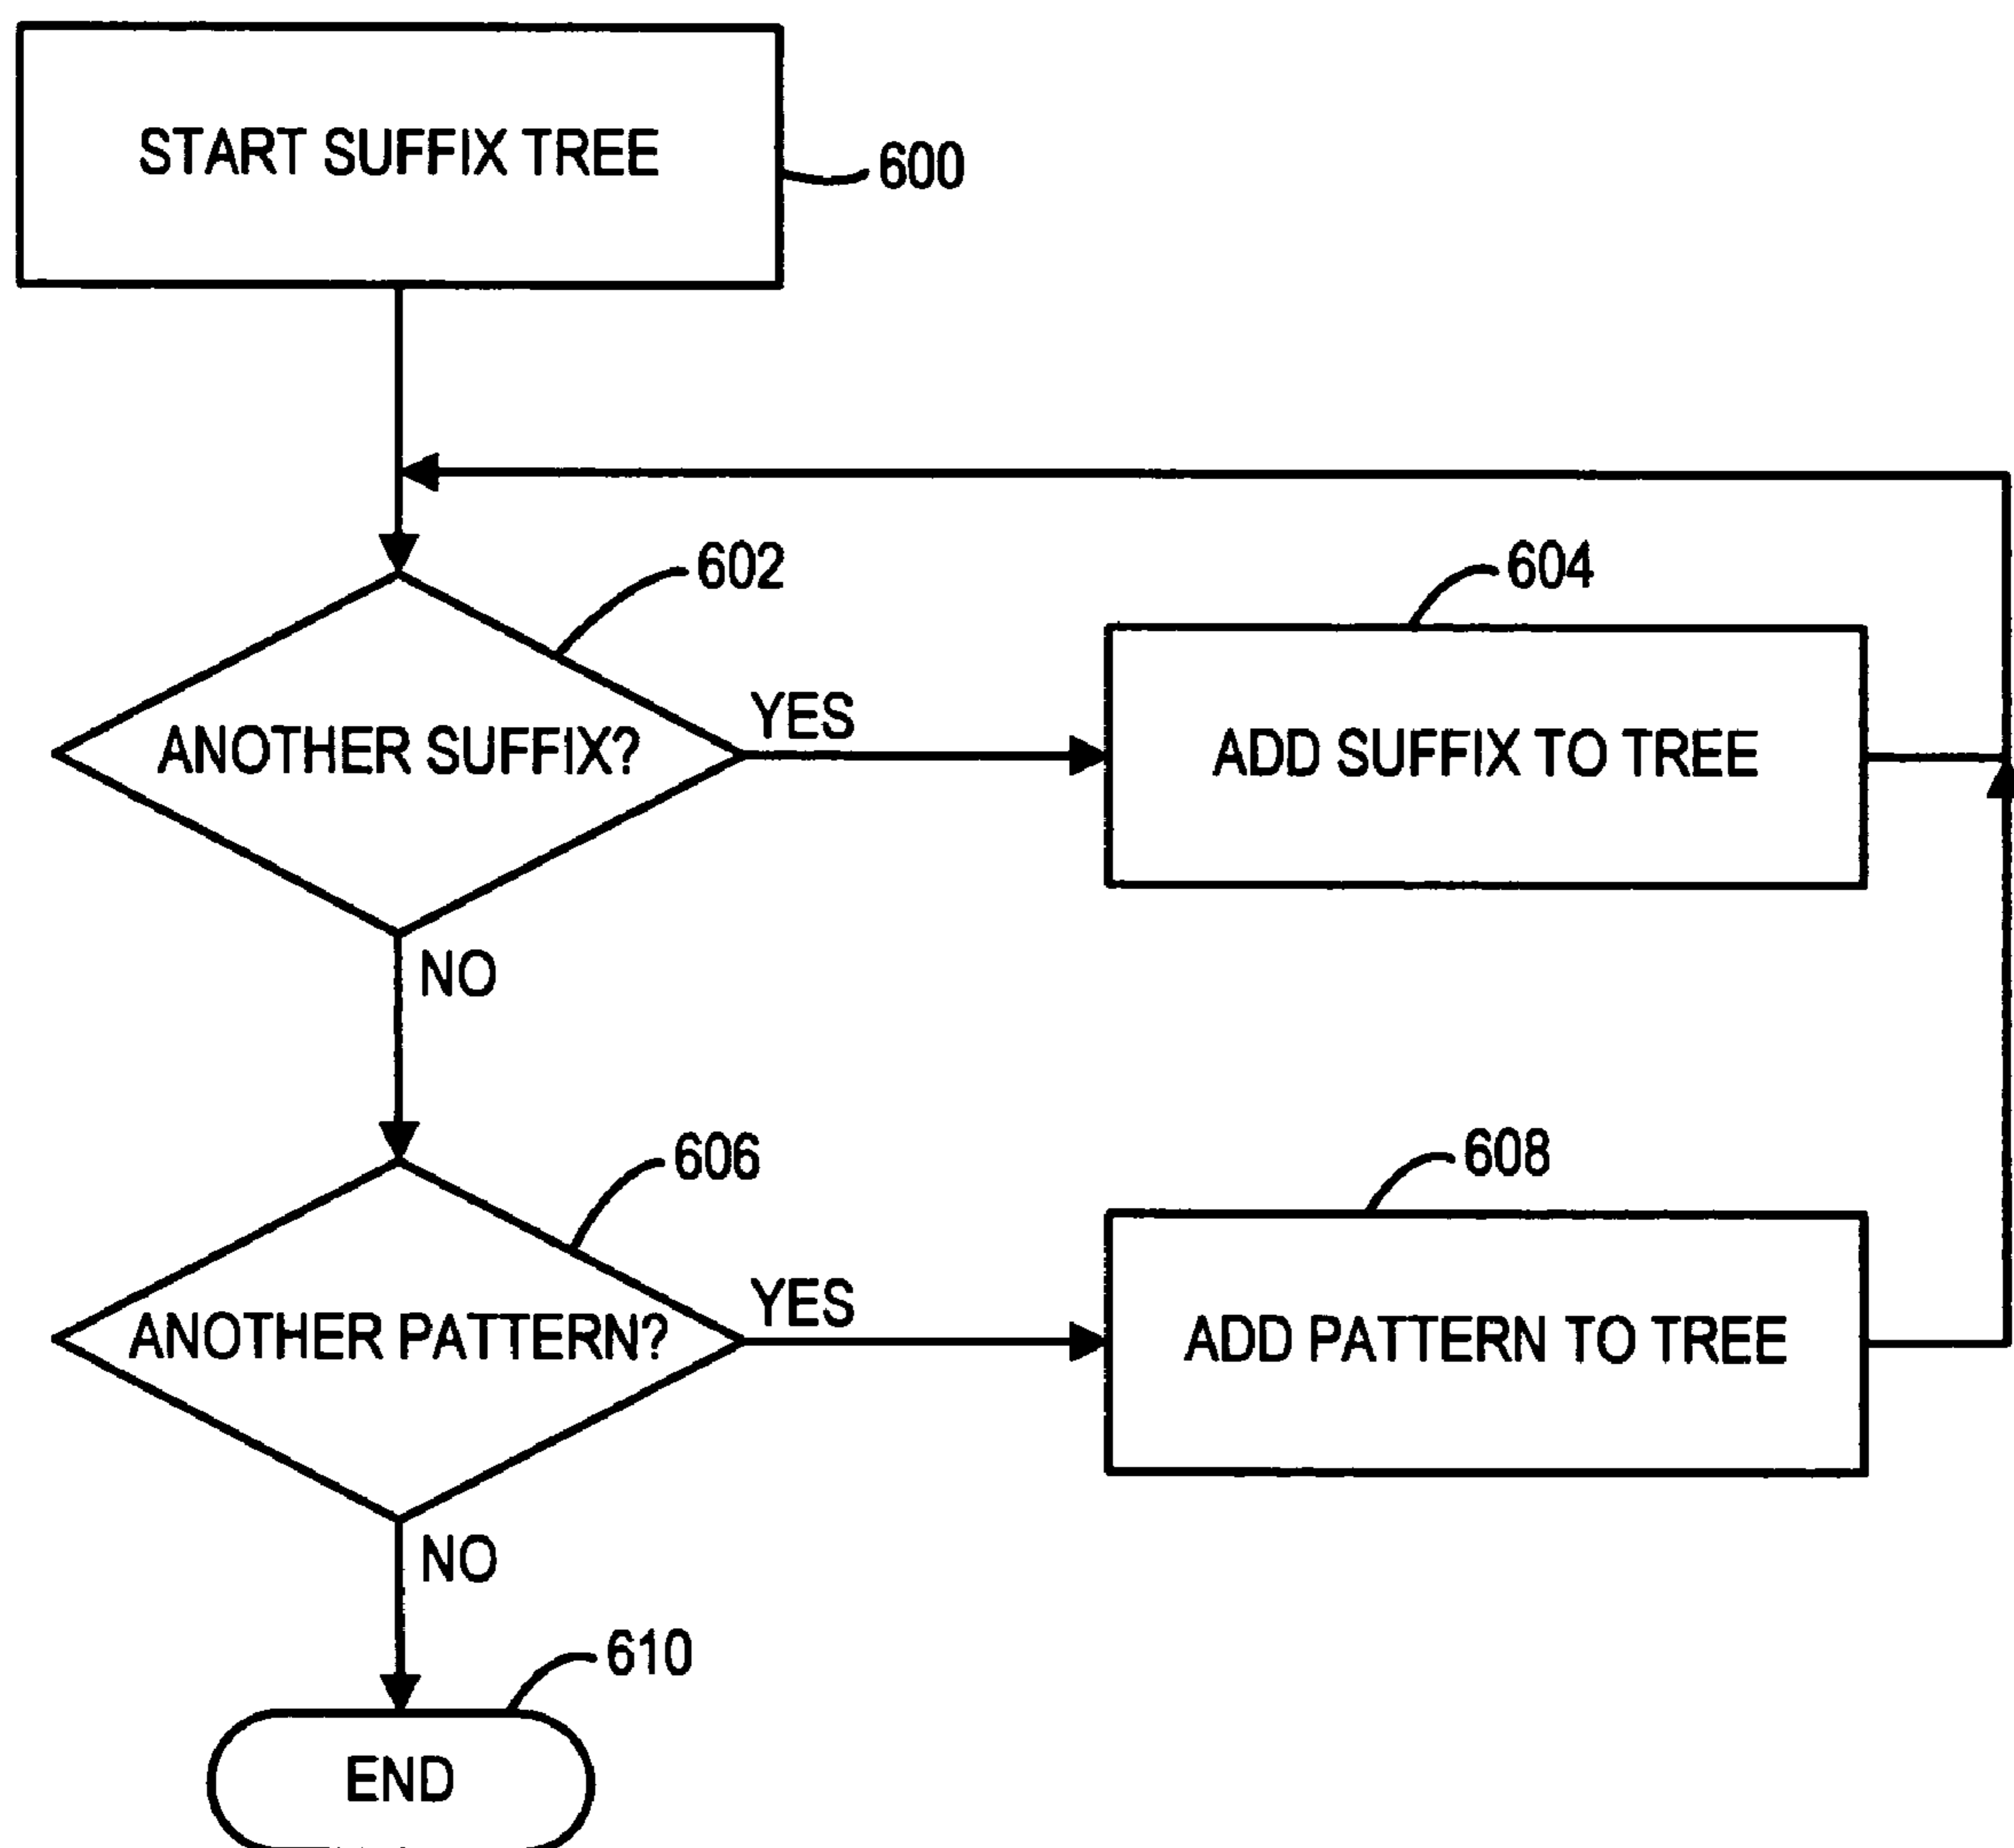 START SUFFIX TREE
600
602
604
ANOTHER SUFFIX?
YES
ADD SUFFIX TO TREE
NO
606
608
ANOTHER PATTERN?
YES
ADD PATTERN TO TREE
NO
610
END